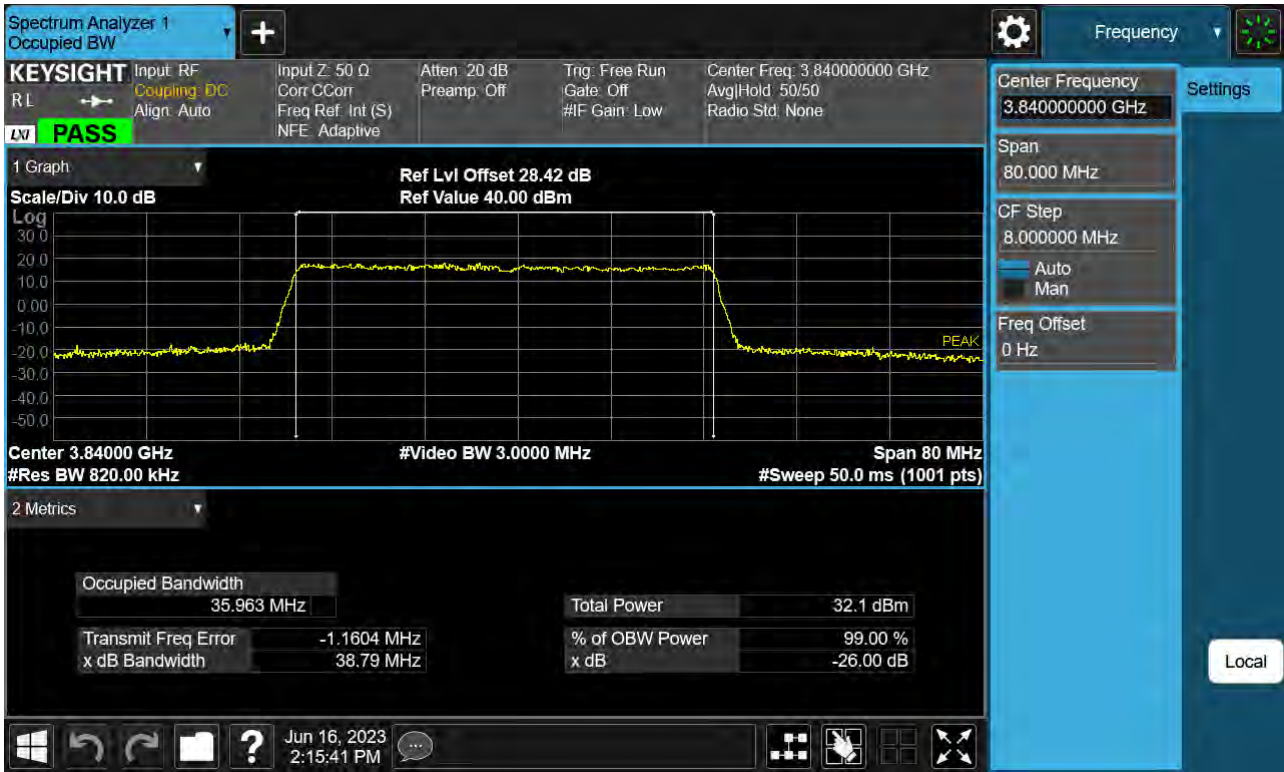 Spectrum Analyzer 1
Occupied BW
Frequency
KEYSIGHT
RL
LXI
PASS
Input: RF
Coupling: DC
Align: Auto
Input Z: 50 Ω
Corr CCorr
Freq Ref: Int (S)
NFE: Adaptive
Atten: 20 dB
Preamp: Off
Trig: Free Run
Gate: Off
#IF Gain: Low
Center Freq: 3.840000000 GHz
Avg|Hold: 50/50
Radio Std: None
Center Frequency
3.840000000 GHz
Settings
Span
80.000 MHz
CF Step
8.000000 MHz
Auto
Man
Freq Offset
0 Hz
Local
1 Graph
Scale/Div 10.0 dB
Ref Lvl Offset 28.42 dB
Ref Value 40.00 dBm
Log
30.0
20.0
10.0
0.00
-10.0
-20.0
-30.0
-40.0
-50.0
PEAK
Center 3.84000 GHz
#Video BW 3.0000 MHz
Span 80 MHz
#Res BW 820.00 kHz
#Sweep 50.0 ms (1001 pts)
2 Metrics
Occupied Bandwidth
35.963 MHz
Total Power 32.1 dBm
Transmit Freq Error -1.1604 MHz
% of OBW Power 99.00 %
x dB Bandwidth 38.79 MHz
x dB -26.00 dB
Jun 16, 2023
2:15:41 PM